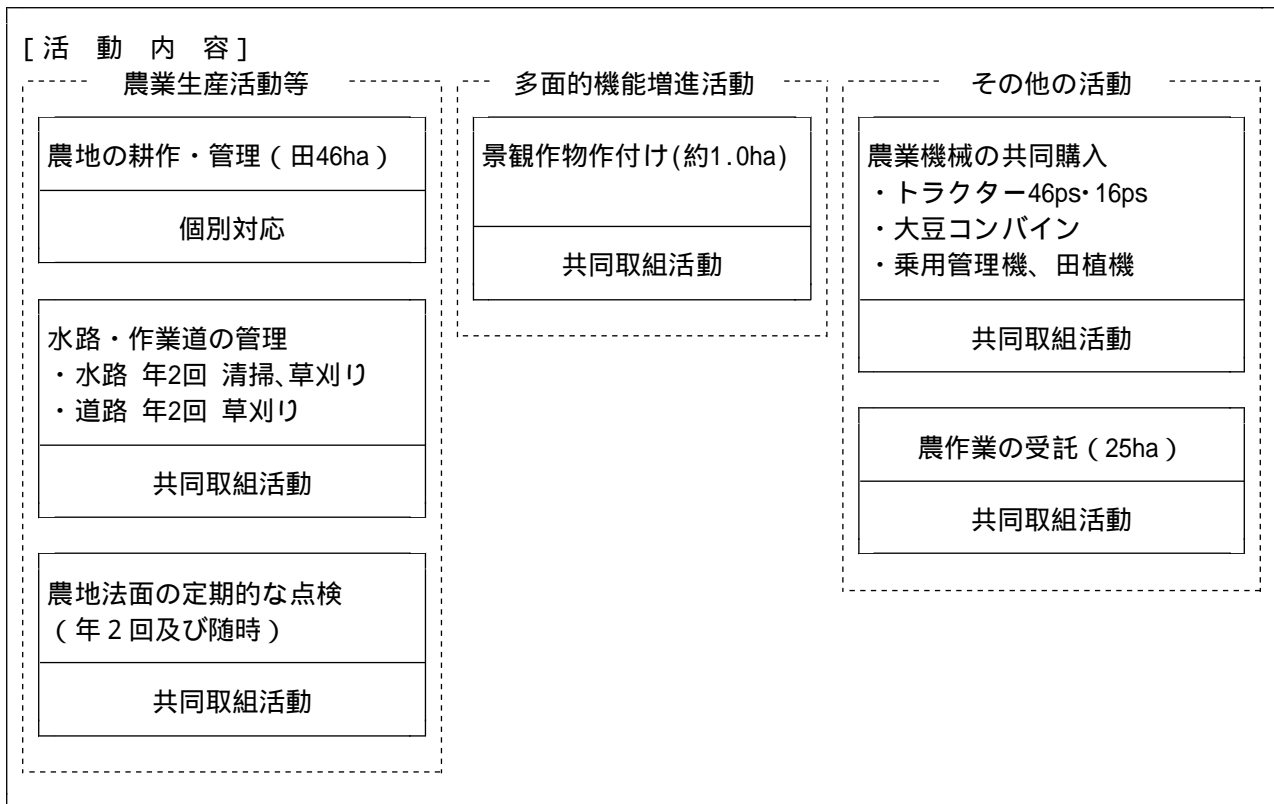 [活 動 内 容]
農業生産活動等
農地の耕作・管理(田46ha)
個別対応
水路・作業道の管理
・水路 年2回 清掃、草刈り
・道路 年2回 草刈り
共同取組活動
農地法面の定期的な点検
(年2回及び随時)
共同取組活動
多面的機能増進活動
景観作物作付け(約1.0ha)
共同取組活動
その他の活動
農業機械の共同購入
・トラクター46ps・16ps
・大豆コンバイン
・乗用管理機、田植機
共同取組活動
農作業の受託(25ha)
共同取組活動